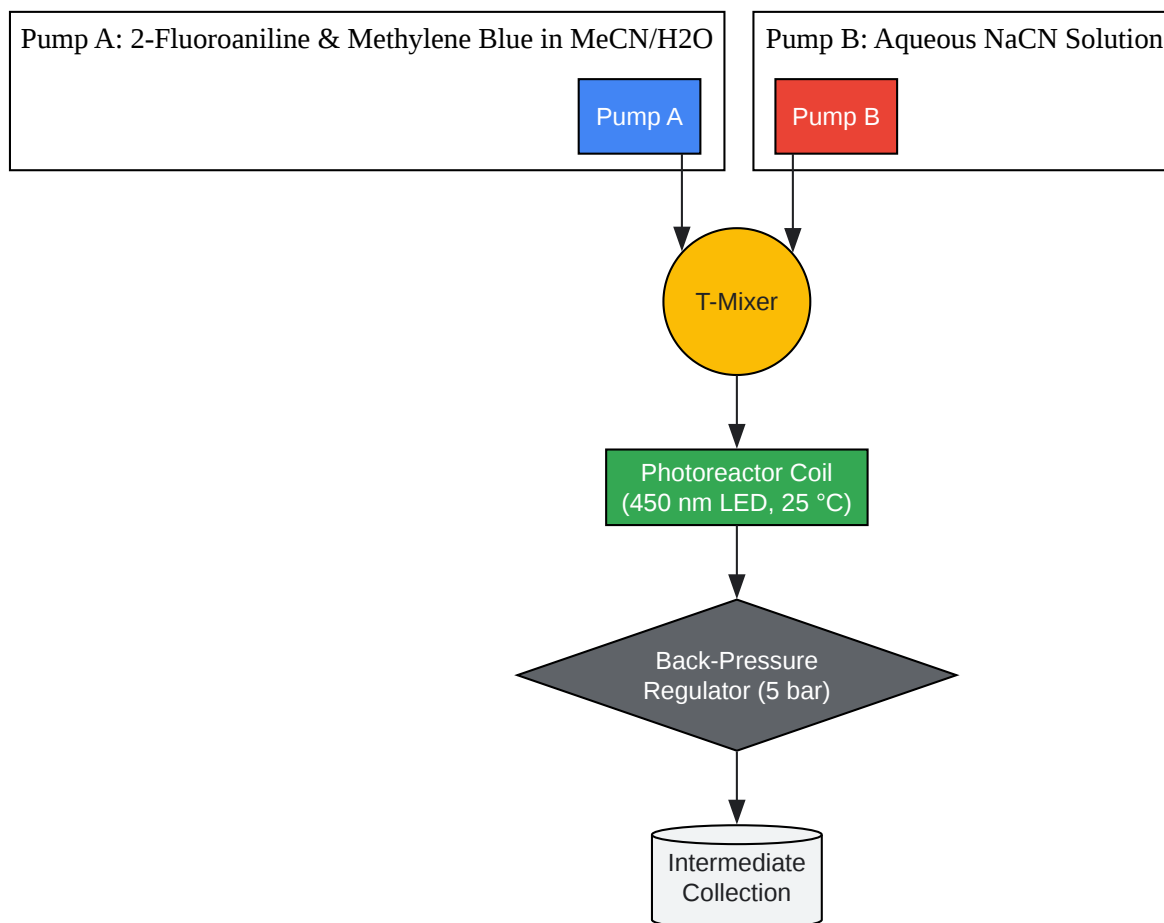 Pump A: 2-Fluoroaniline & Methylene Blue in MeCN/H2O
Pump B: Aqueous NaCN Solution
Pump A
Pump B
T-Mixer
Photoreactor Coil
(450 nm LED, 25 °C)
Back-Pressure
Regulator (5 bar)
Intermediate
Collection